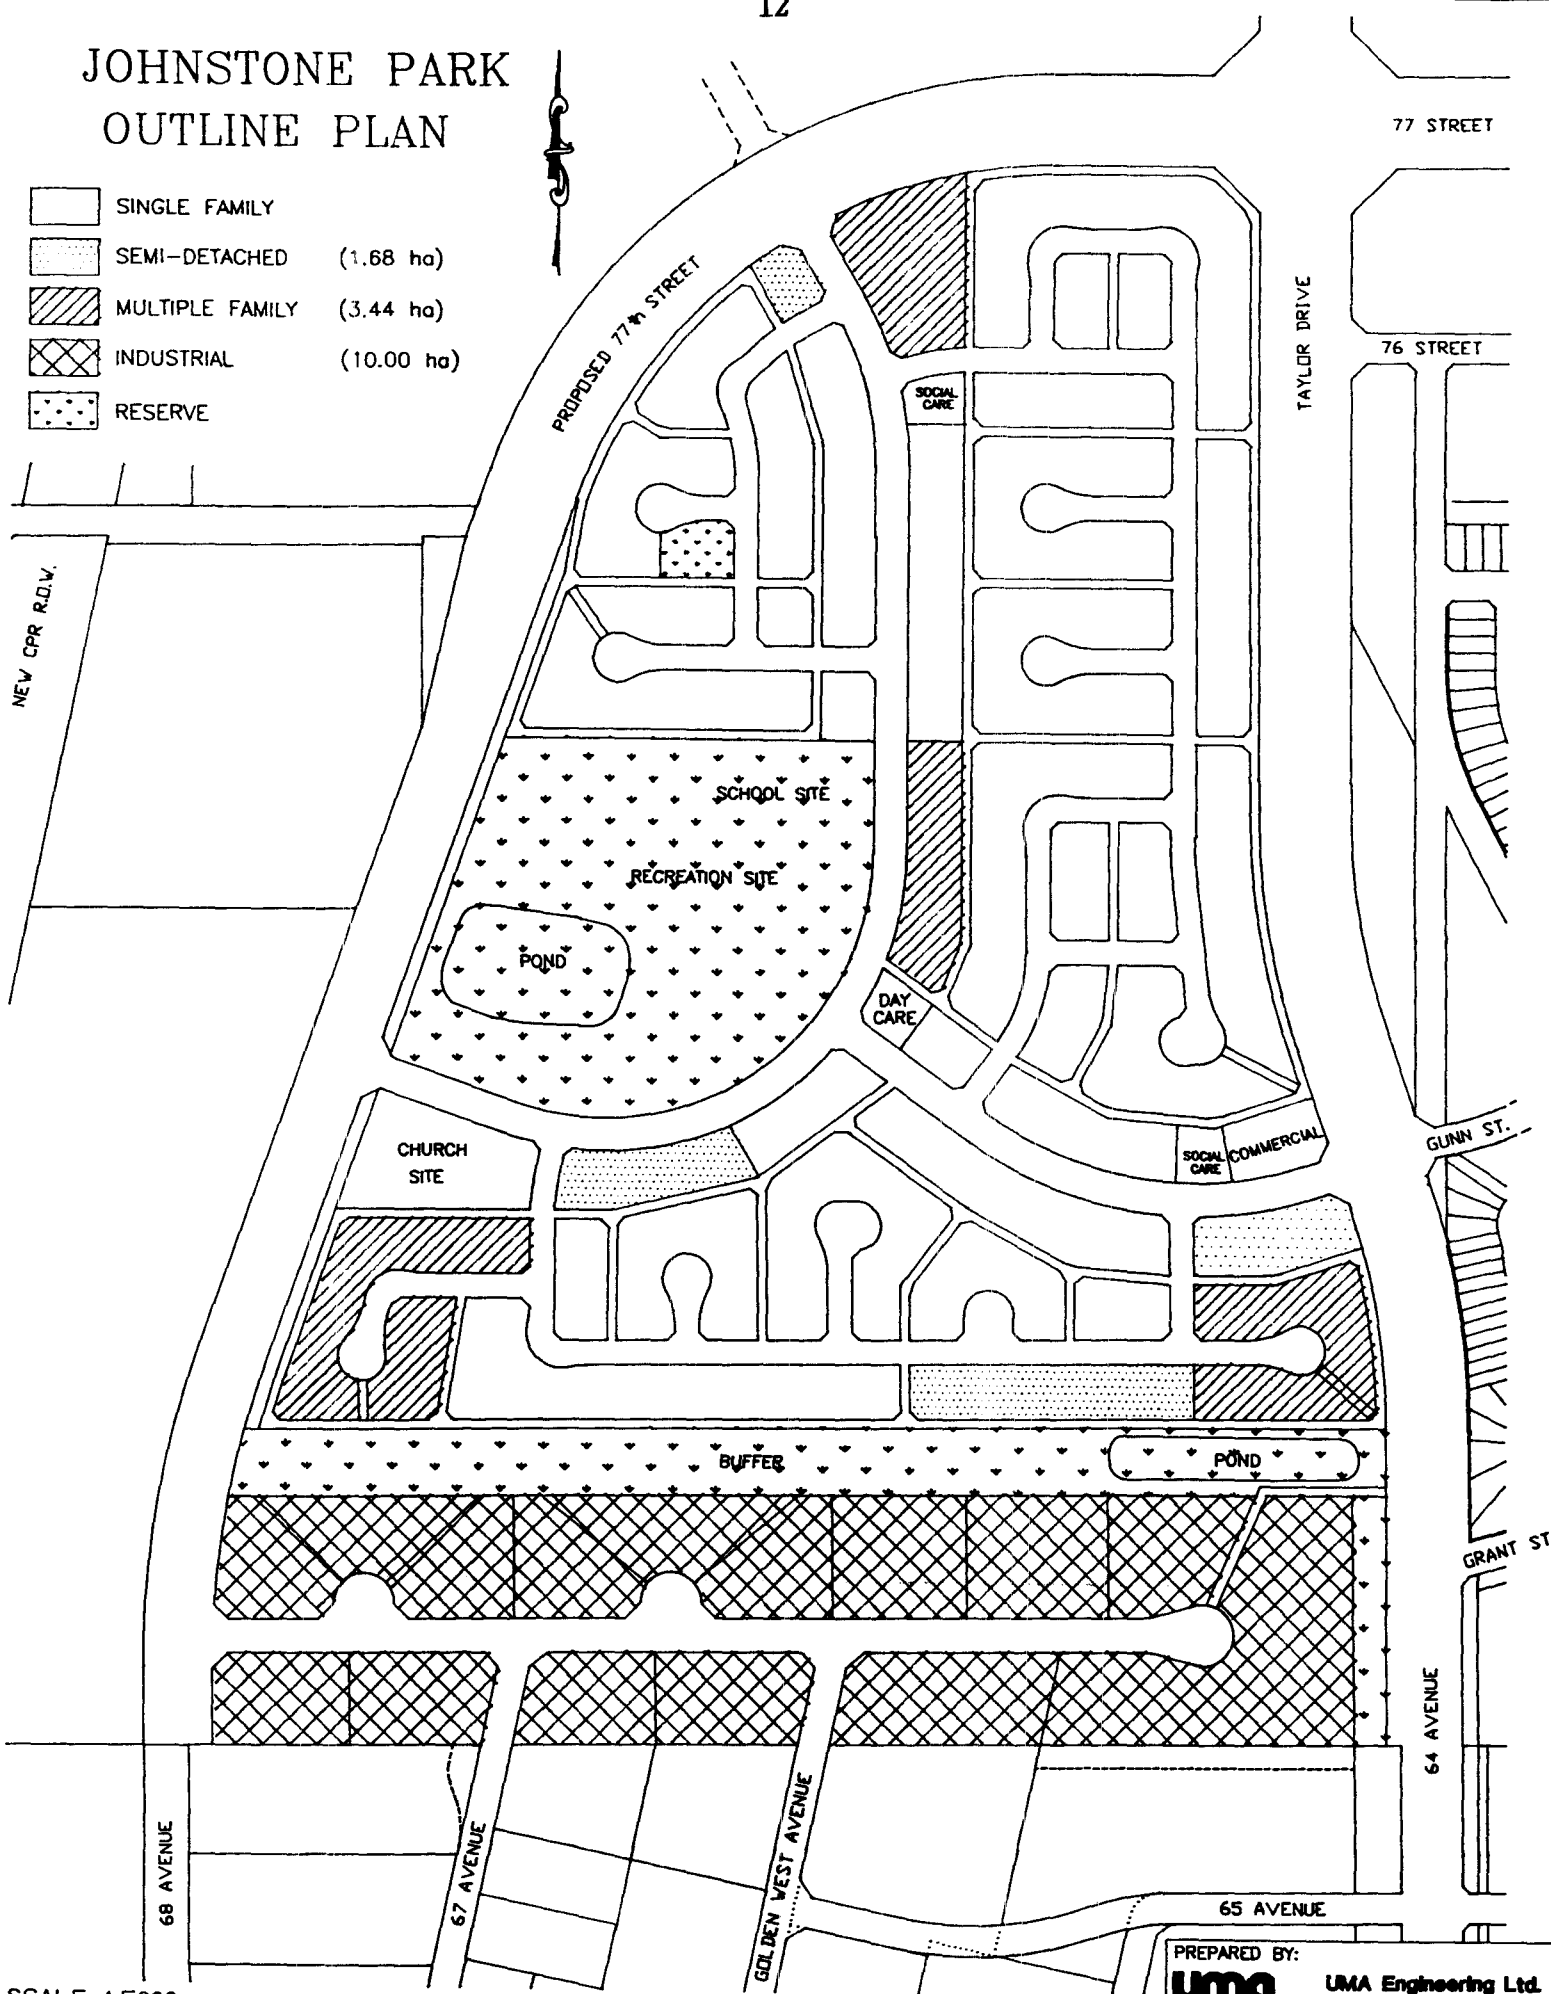 12
JOHNSTONE PARK
OUTLINE PLAN
SINGLE FAMILY
SEMI-DETACHED (1.68 ha)
MULTIPLE FAMILY (3.44 ha)
INDUSTRIAL (10.00 ha)
RESERVE
77 STREET
PROPOSED 77th STREET
TAYLOR DRIVE
76 STREET
SOCIAL
CARE
NEW CPR R.O.W.
SCHOOL SITE
RECREATION SITE
POND
DAY
CARE
CHURCH
SITE
SOCIAL
CARE
COMMERCIAL
GUNN ST.
BUFFER
POND
GRANT ST
64 AVENUE
68 AVENUE
67 AVENUE
GOLDEN WEST AVENUE
65 AVENUE
PREPARED BY:
uma
UMA Engineering Ltd.